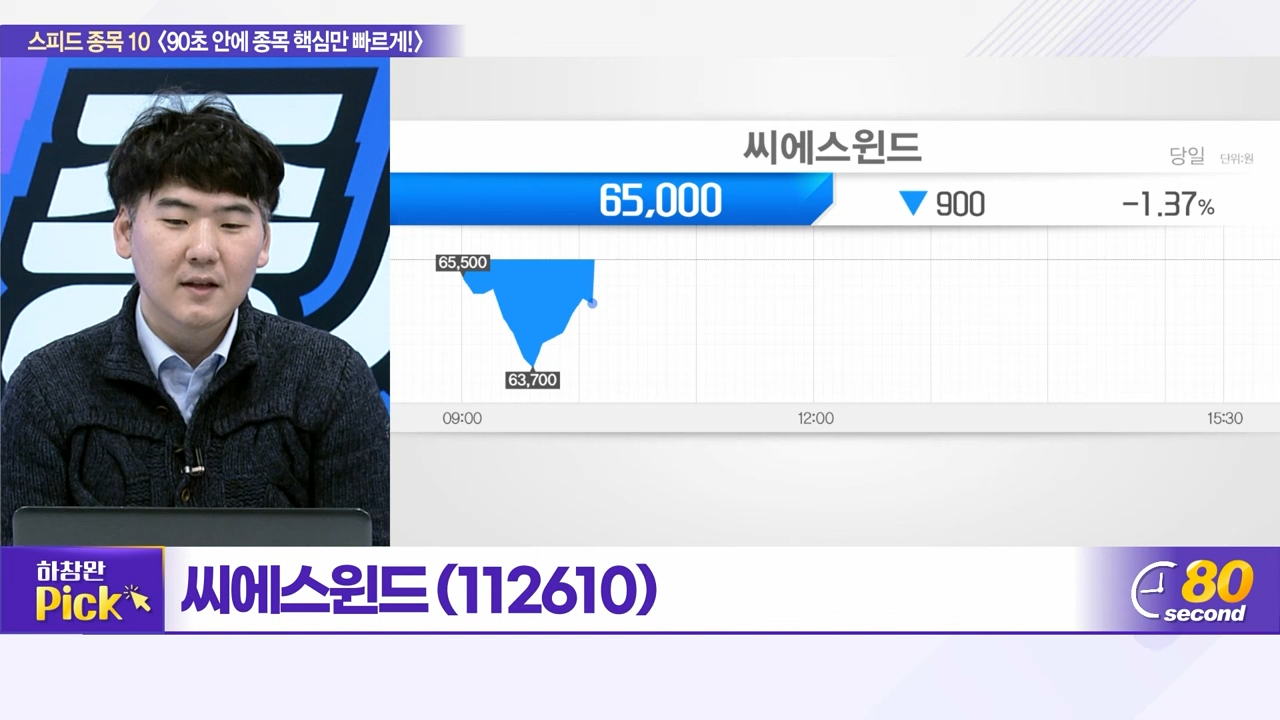 스피드 종목 10 〈90초 안에 종목 핵심만 빠르게!〉
씨에스윈드
당일 단위:원
65,000 ▼ 900 -1.37%
65,500
63,700
09:00 12:00 15:30
하창완
Pick
씨에스윈드(112610)
80
second